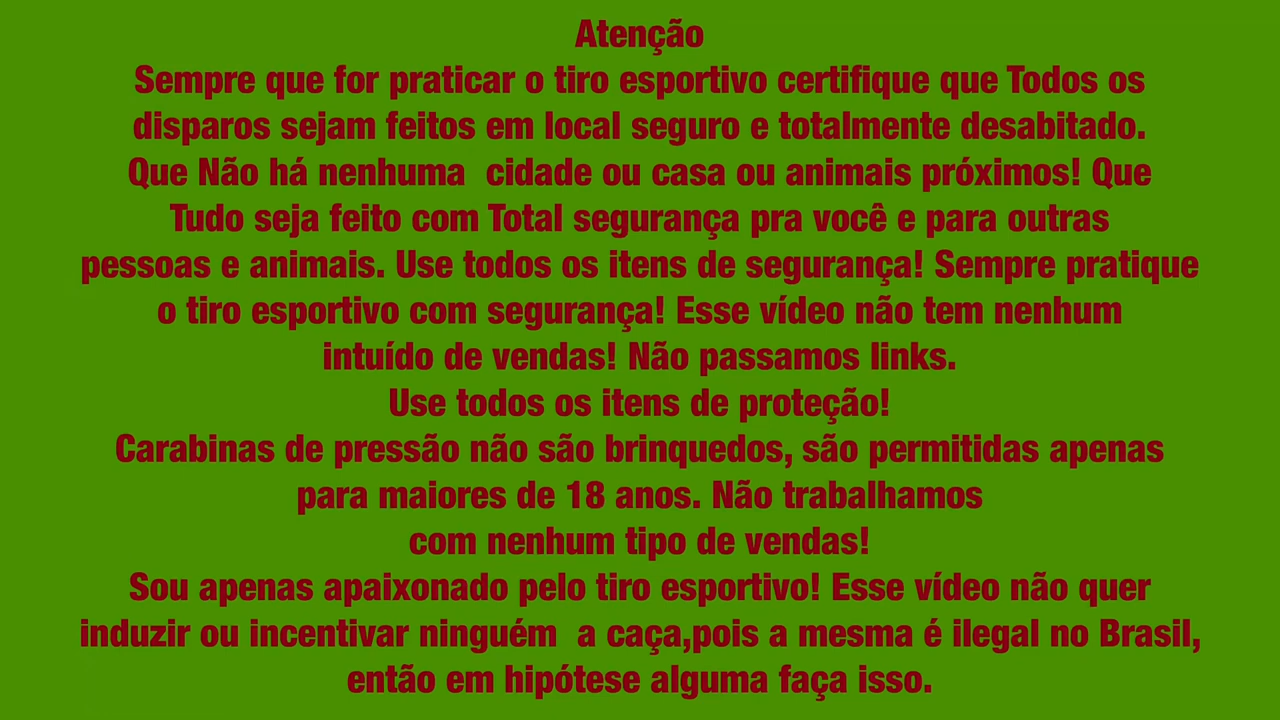 Atenção
Sempre que for praticar o tiro esportivo certifique que Todos os
disparos sejam feitos em local seguro e totalmente desabitado.
Que Não há nenhuma  cidade ou casa ou animais próximos! Que
Tudo seja feito com Total segurança pra você e para outras
pessoas e animais. Use todos os itens de segurança! Sempre pratique
o tiro esportivo com segurança! Esse vídeo não tem nenhum
intuído de vendas! Não passamos links.
Use todos os itens de proteção!
Carabinas de pressão não são brinquedos, são permitidas apenas
para maiores de 18 anos. Não trabalhamos
com nenhum tipo de vendas!
Sou apenas apaixonado pelo tiro esportivo! Esse vídeo não quer
induzir ou incentivar ninguém  a caça,pois a mesma é ilegal no Brasil,
então em hipótese alguma faça isso.